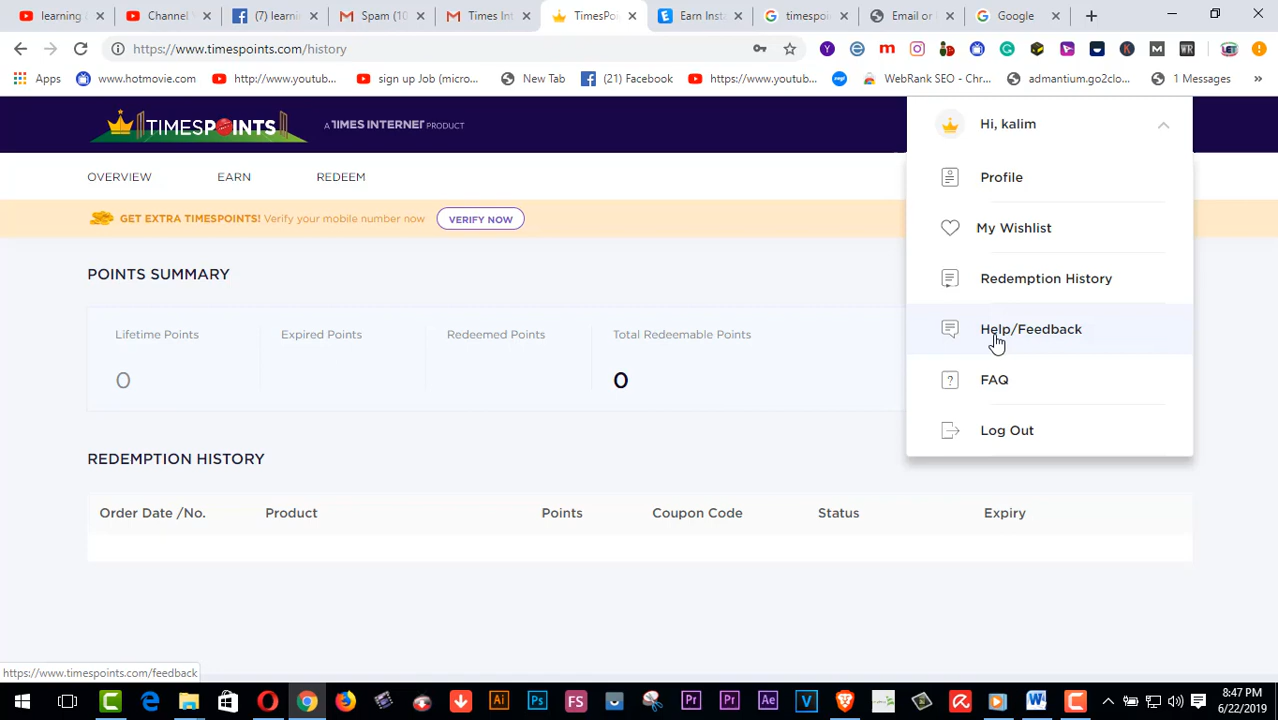 learning
Channel
(7) learni
Spam (10
Times Int
TimesPo
Earn Insta
timespoi
Email or
Google
https://www.timespoints.com/history
Apps
www.hotmovie.com
http://www.youtub...
sign up Job (micro...
New Tab
(21) Facebook
https://www.youtub...
WebRank SEO - Chr...
admantium.go2clo...
1 Messages
»
TIMESPOINTS
A TIMES INTERNET PRODUCT
Hi, kalim
OVERVIEW
EARN
REDEEM
Profile
GET EXTRA TIMESPOINTS! Verify your mobile number now
VERIFY NOW
My Wishlist
Redemption History
Help/Feedback
FAQ
Log Out
POINTS SUMMARY
Lifetime Points
Expired Points
Redeemed Points
Total Redeemable Points
0
0
REDEMPTION HISTORY
Order Date /No.
Product
Points
Coupon Code
Status
Expiry
https://www.timespoints.com/feedback
8:47 PM
6/22/2019